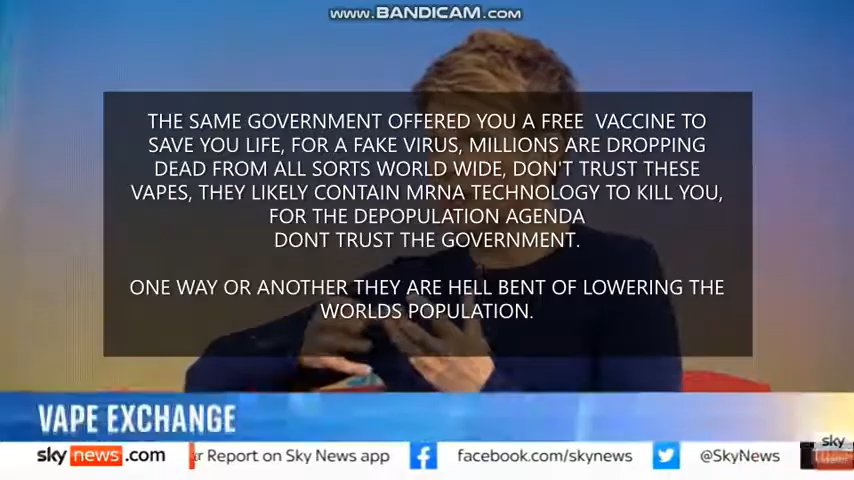 www.BANDICAM.com
THE SAME GOVERNMENT OFFERED YOU A FREE  VACCINE TO
SAVE YOU LIFE, FOR A FAKE VIRUS, MILLIONS ARE DROPPING
DEAD FROM ALL SORTS WORLD WIDE, DON'T TRUST THESE
VAPES, THEY LIKELY CONTAIN MRNA TECHNOLOGY TO KILL YOU,
FOR THE DEPOPULATION AGENDA
DONT TRUST THE GOVERNMENT.
ONE WAY OR ANOTHER THEY ARE HELL BENT OF LOWERING THE
WORLDS POPULATION.
VAPE EXCHANGE
sky news.com Report on Sky News app facebook.com/skynews @SkyNews sky